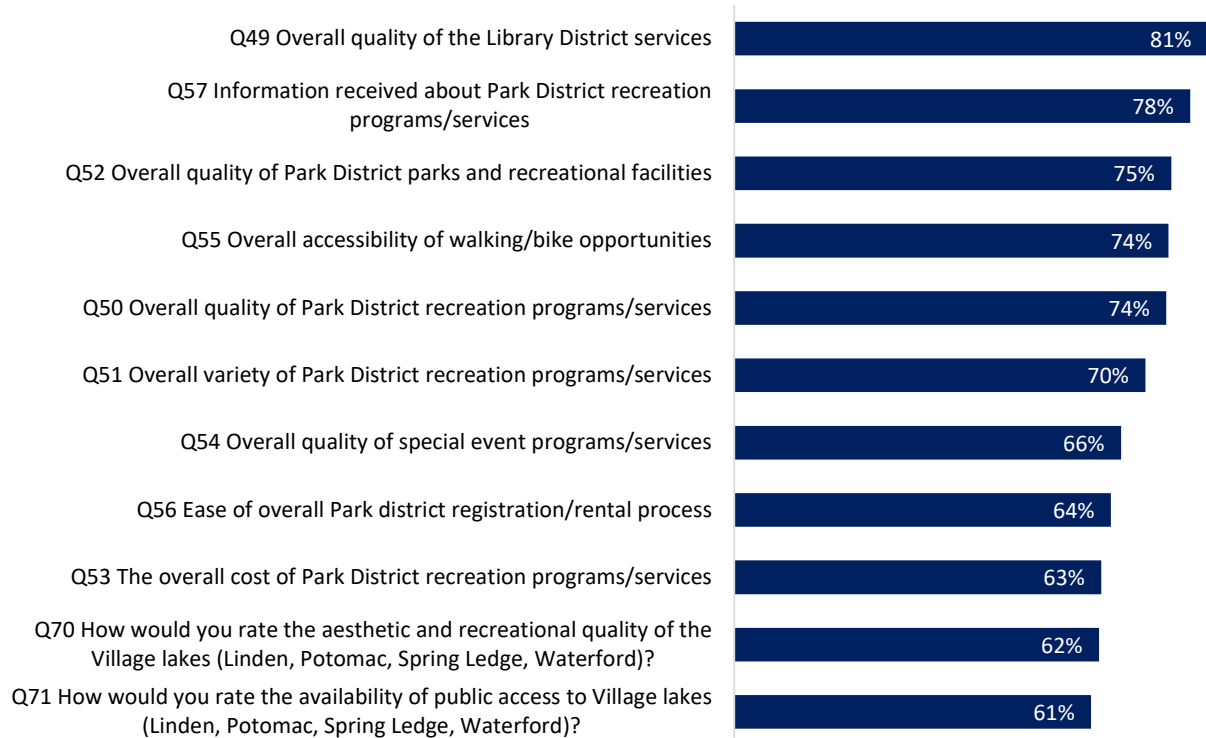 Q49 Overall quality of the Library District services
81%
Q57 Information received about Park District recreation
programs/services
78%
Q52 Overall quality of Park District parks and recreational facilities
75%
Q55 Overall accessibility of walking/bike opportunities
74%
Q50 Overall quality of Park District recreation programs/services
74%
Q51 Overall variety of Park District recreation programs/services
70%
Q54 Overall quality of special event programs/services
66%
Q56 Ease of overall Park district registration/rental process
64%
Q53 The overall cost of Park District recreation programs/services
63%
Q70 How would you rate the aesthetic and recreational quality of the
Village lakes (Linden, Potomac, Spring Ledge, Waterford)?
62%
Q71 How would you rate the availability of public access to Village lakes
(Linden, Potomac, Spring Ledge, Waterford)?
61%